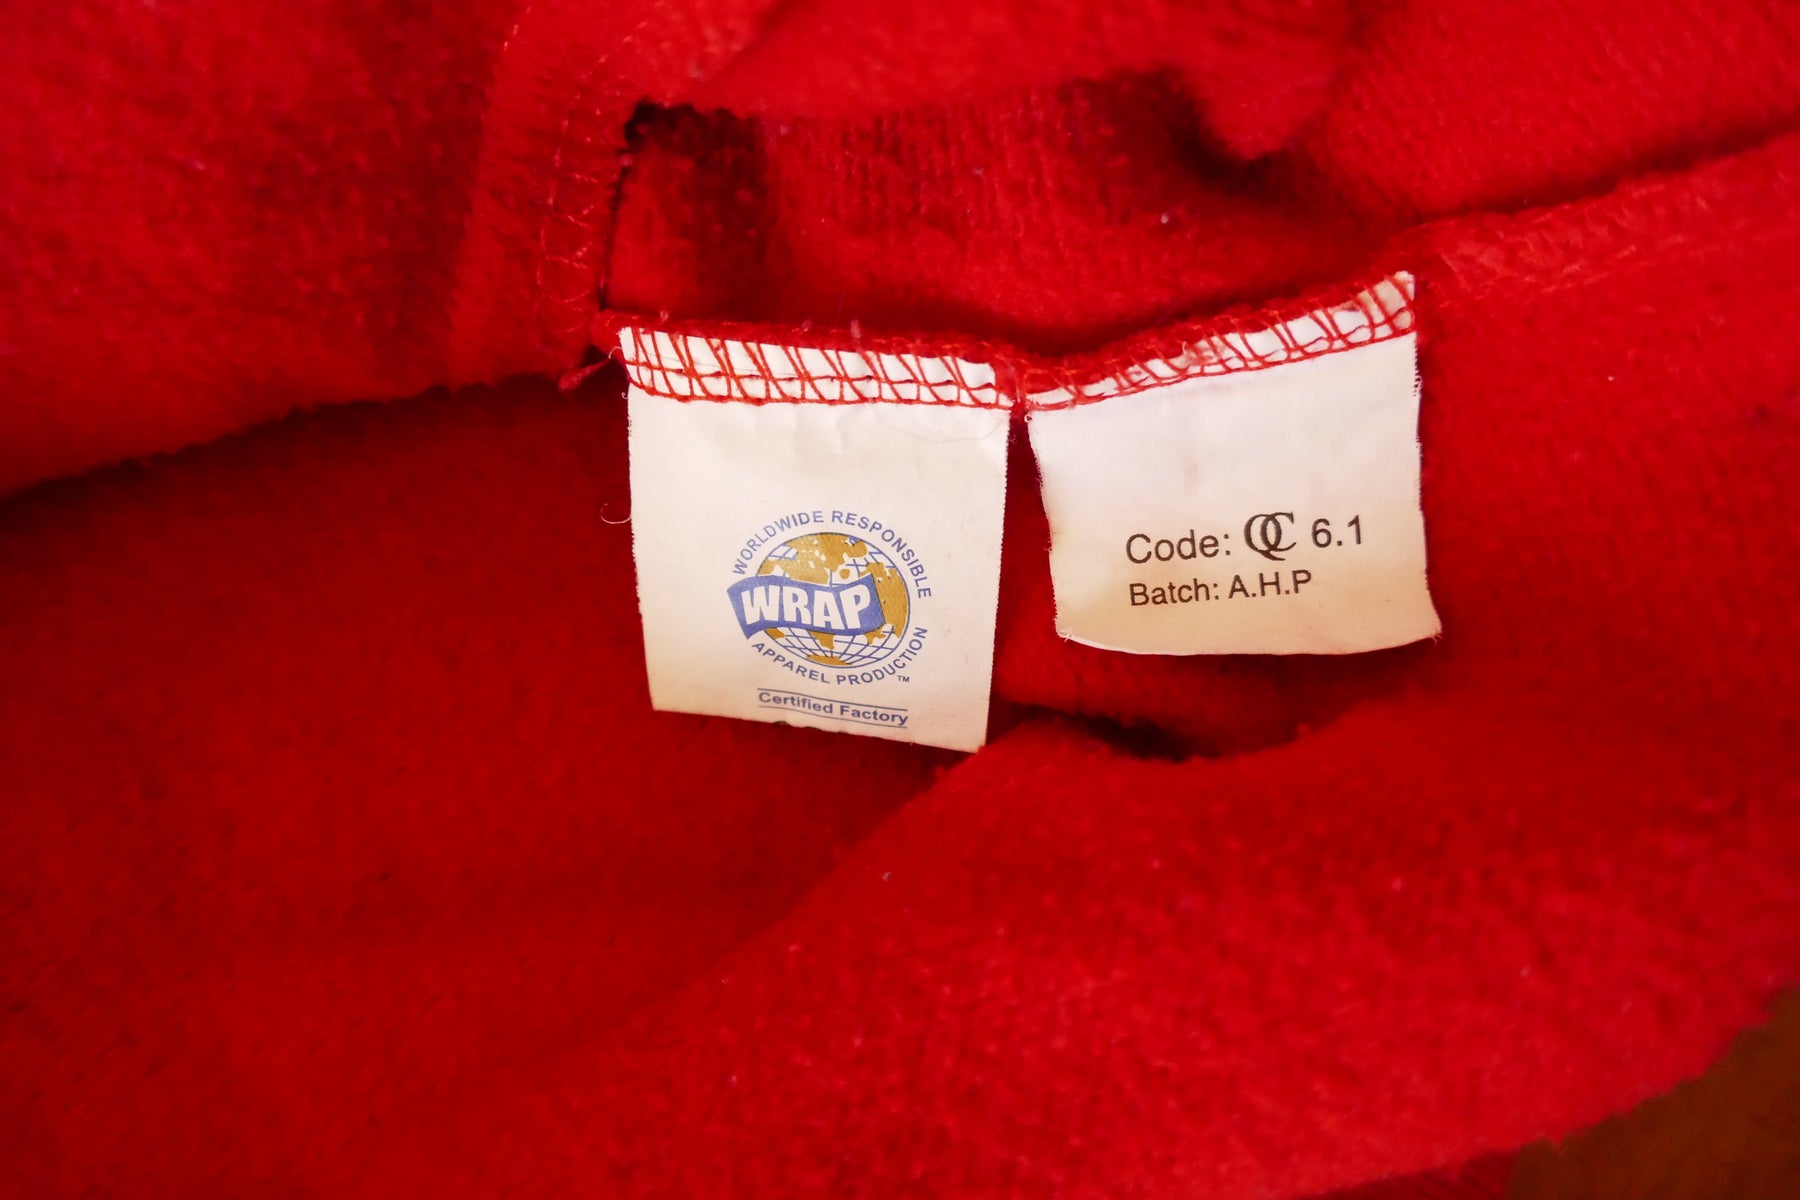 WORLDWIDE RESPONSIBLE
WRAP
APPAREL PRODUCTION™
Certified Factory
Code: QC 6.1
Batch: A.H.P